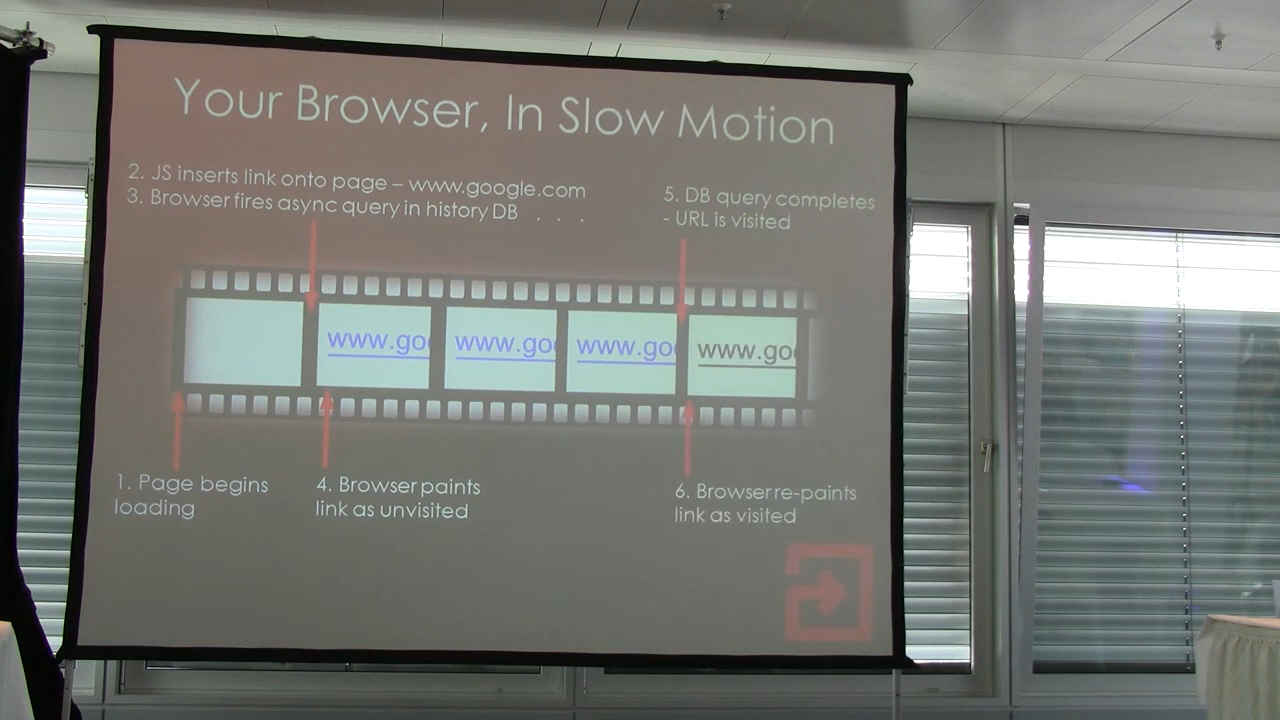 Your Browser, In Slow Motion
2. JS inserts link onto page – www.google.com
3. Browser fires async query in history DB . . .
5. DB query completes
- URL is visited
www.goo
www.goo
www.goo
www.goo
1. Page begins
loading
4. Browser paints
link as unvisited
6. Browser re-paints
link as visited